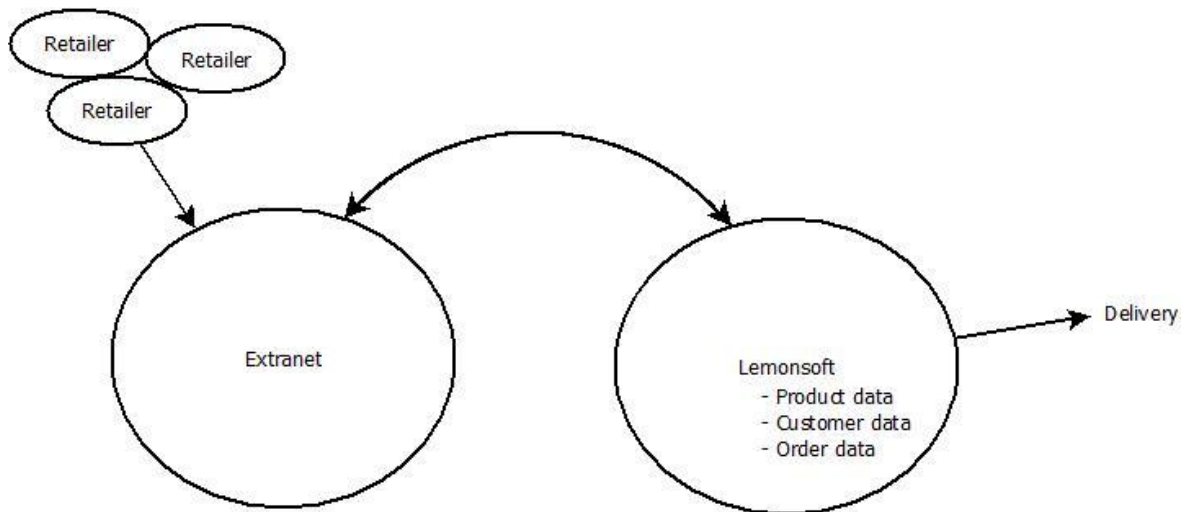 Retailer
Retailer
Retailer
Extranet
Lemonsoft
- Product data
- Customer data
- Order data
Delivery